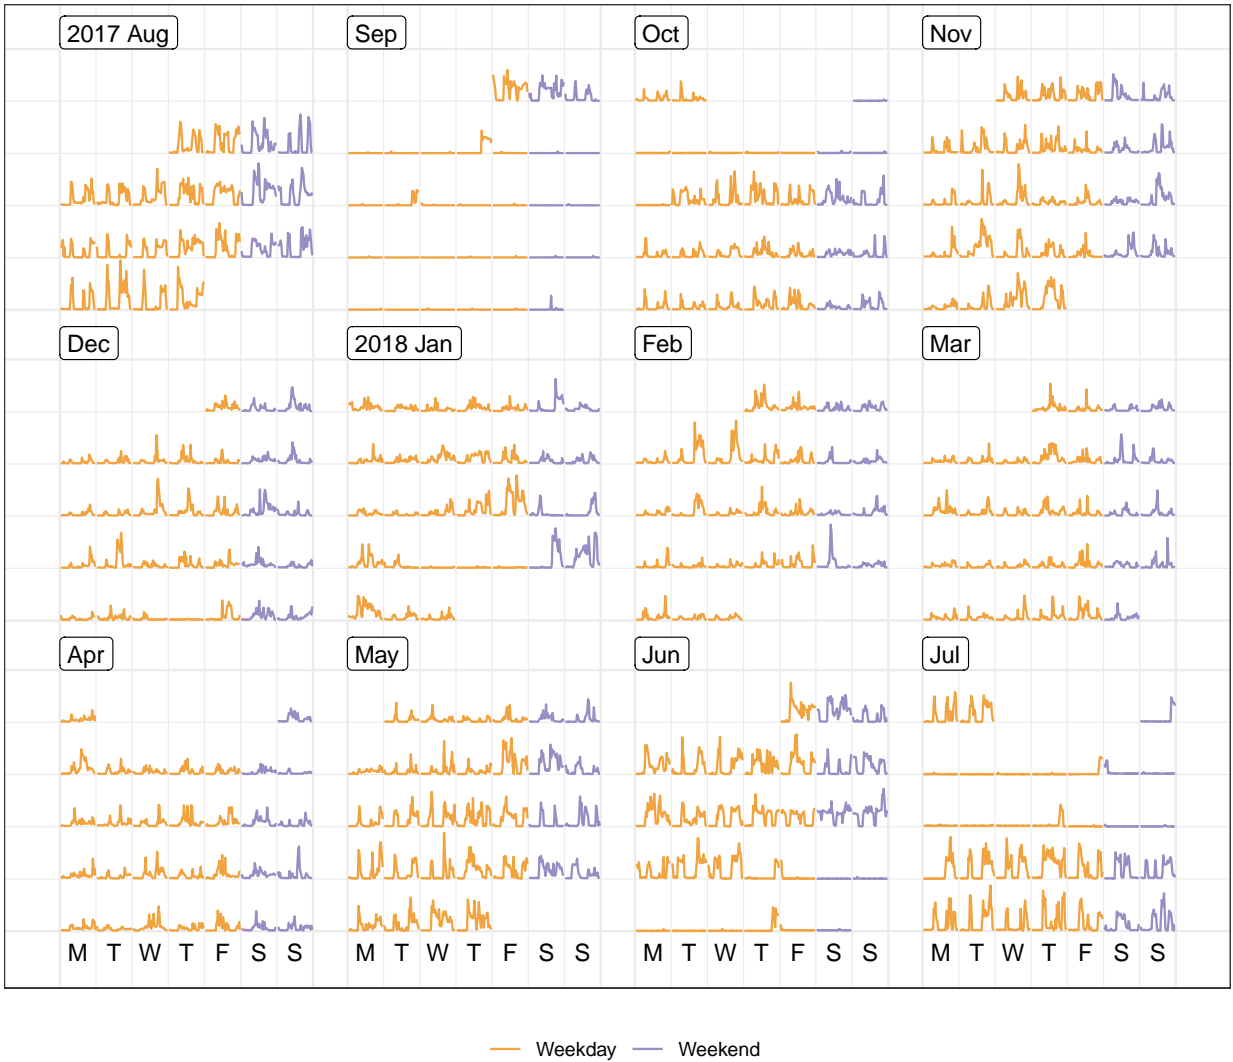 2017 Aug Sep Oct Nov
Dec 2018 Jan Feb Mar
Apr May Jun Jul
M T W T F S S M T W T F S S M T W T F S S M T W T F S S
Weekday Weekend